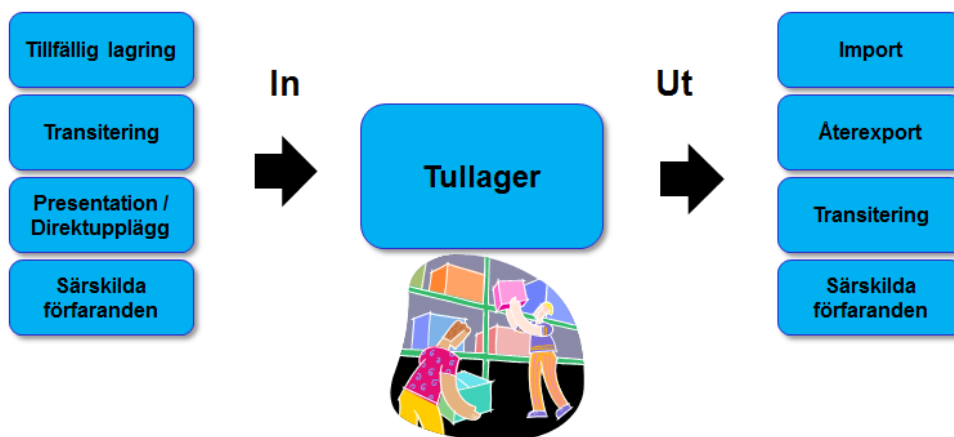 Tillfällig lagring
Transitering
Presentation /
Direktupplägg
Särskilda
förfaranden
In
Tullager
Ut
Import
Återexport
Transitering
Särskilda
förfaranden